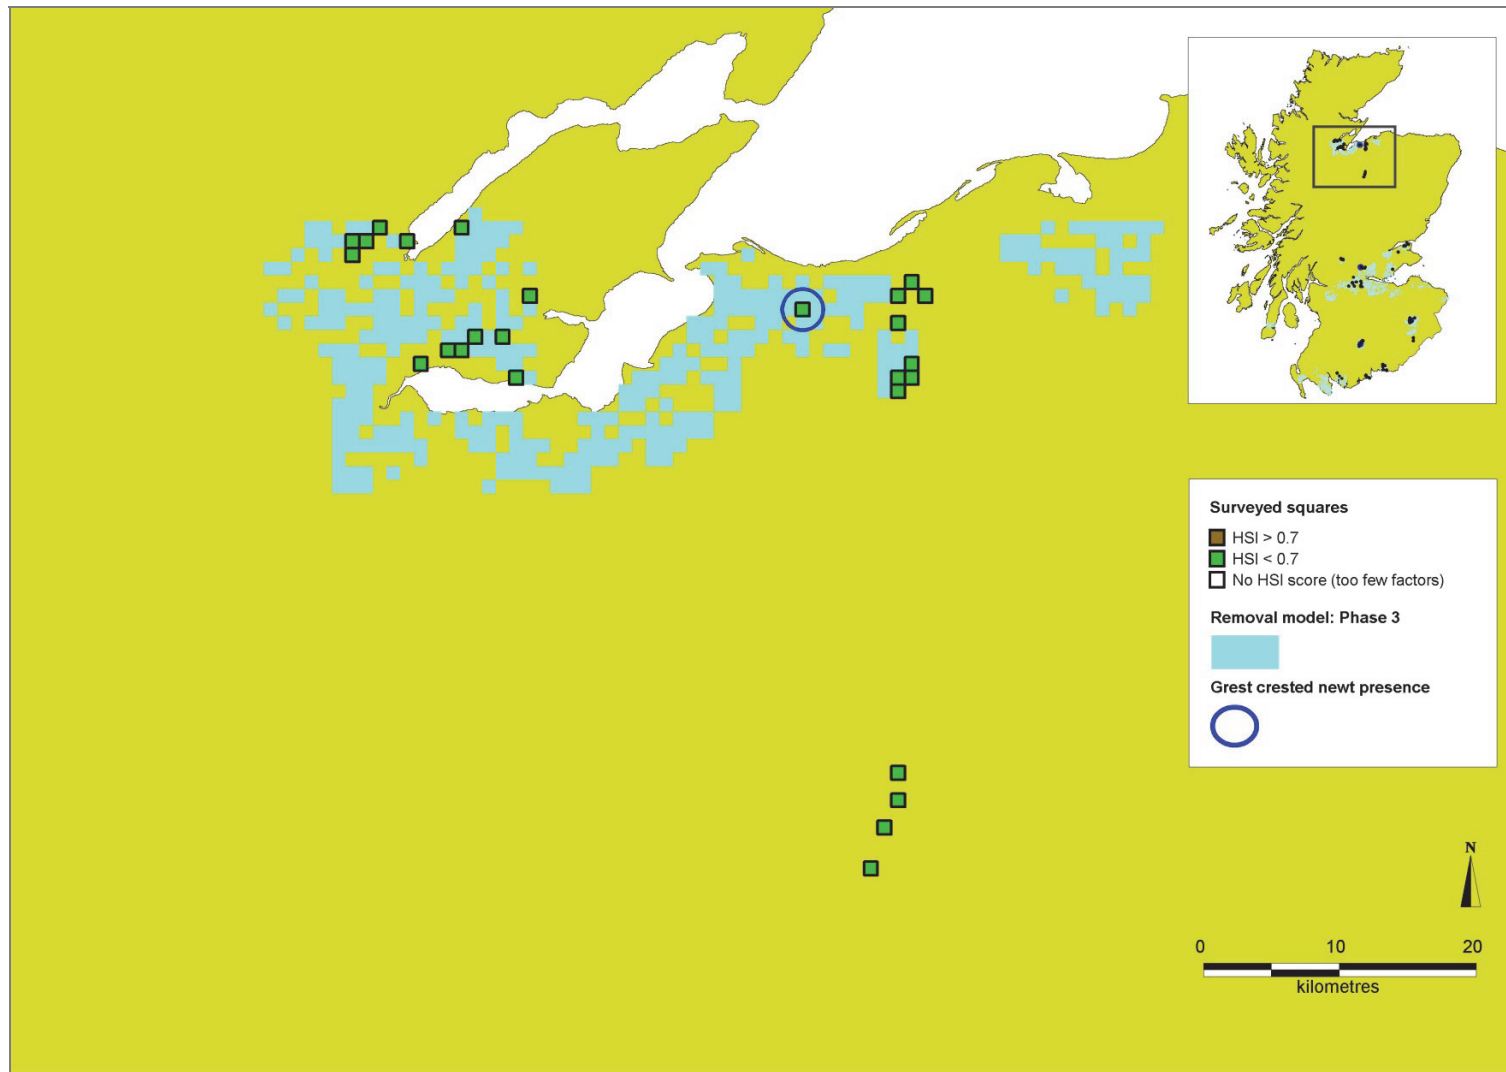 Surveyed squares
HSI > 0.7
HSI < 0.7
No HSI score (too few factors)
Removal model: Phase 3
Grest crested newt presence
N
0 10 20
kilometres